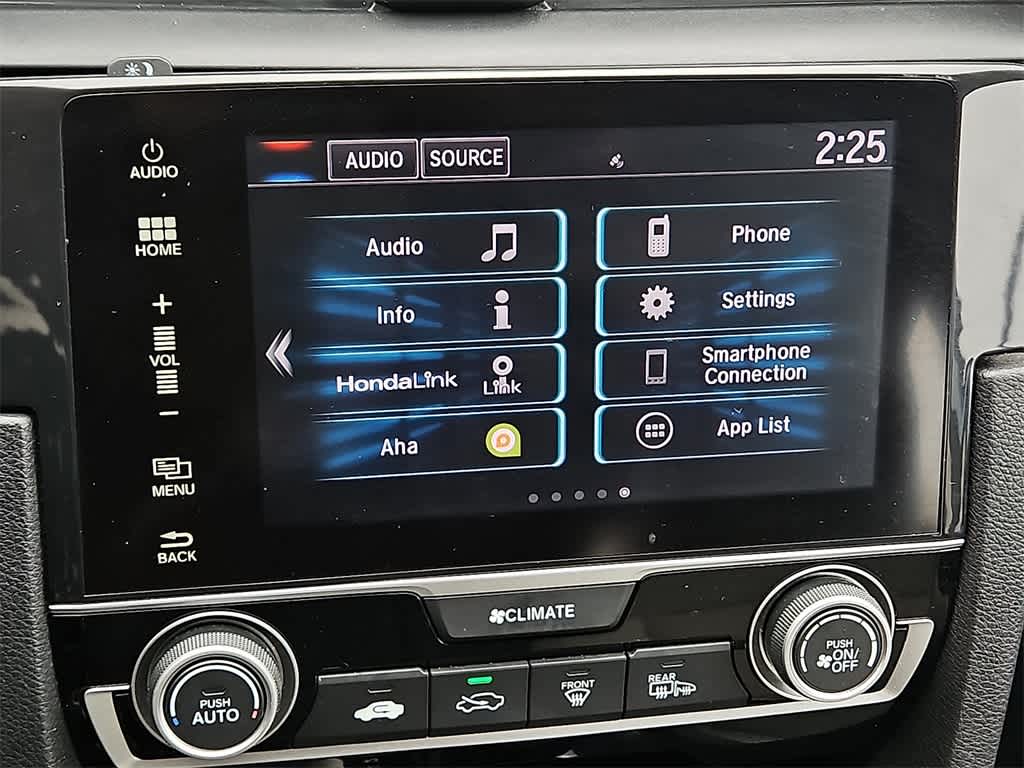 AUDIO SOURCE 2:25
AUDIO
HOME
+
VOL
-
MENU
BACK
Audio
Info
HondaLink Link
Aha
Phone
Settings
Smartphone
Connection
App List
CLIMATE
PUSH
AUTO
FRONT
REAR
PUSH
ON/
OFF